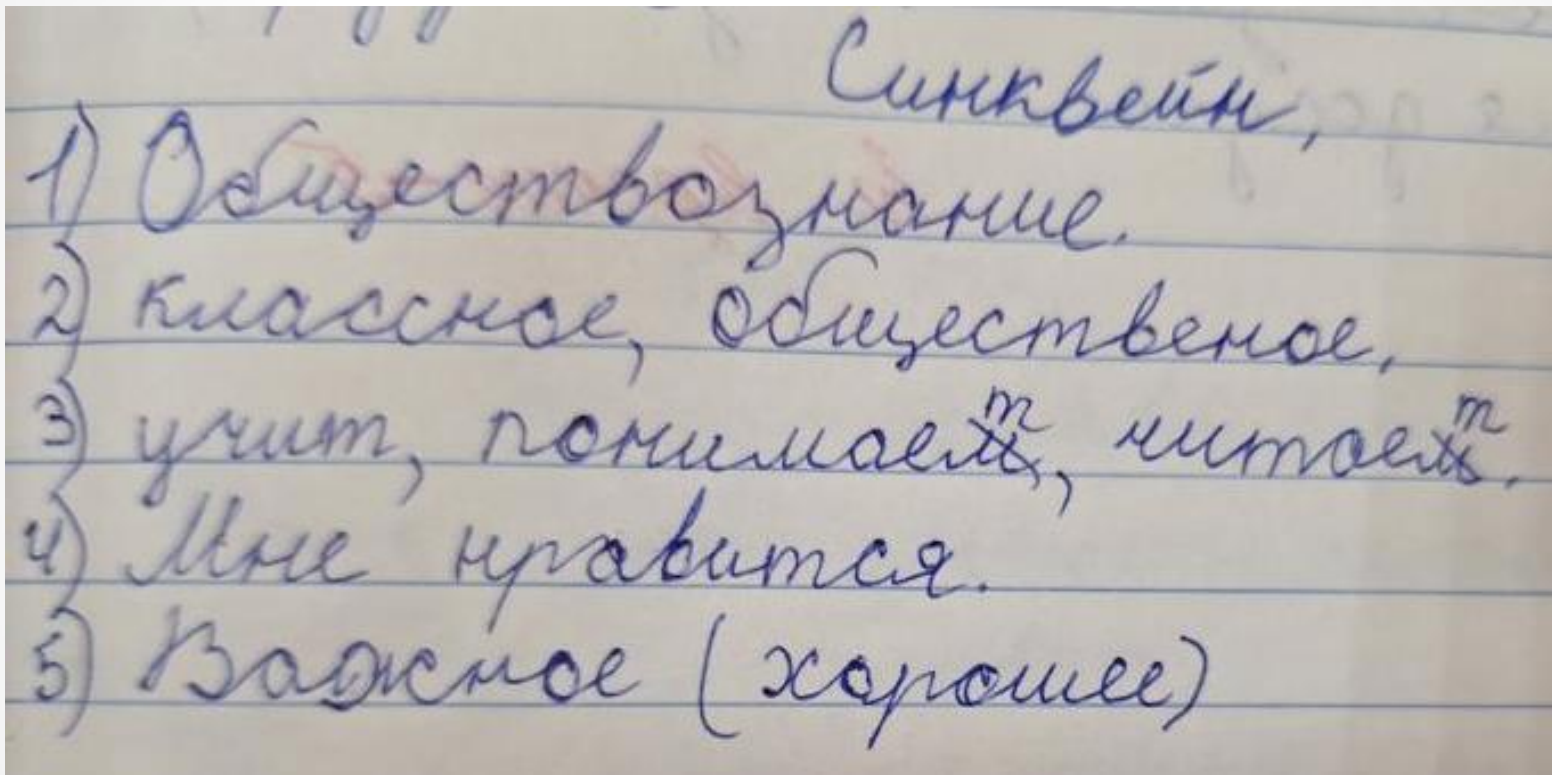 Синквейн,
1) Обществознание.
2) классное, общественое,
3) учит, понимает, читает.
4) Мне нравится.
5) Важное (хорошее)